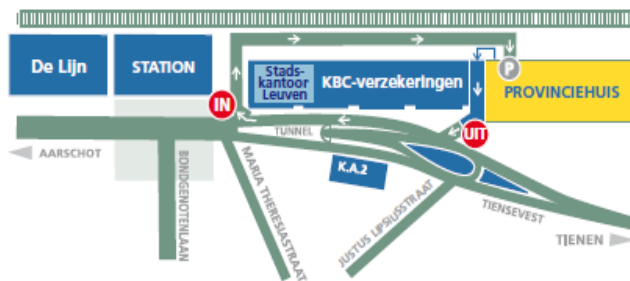 De Lijn
STATION
Stads-
kantoor
Leuven
KBC-verzekeringen
P
PROVINCIEHUIS
IN
UIT
TUNNEL
AARSCHOT
K.A.2
BONDGENOTENLAAN
MARIA THERESIASTRAAT
JUSTUS LIPSIUSSTRAAT
TIENSEVEST
TIENEN